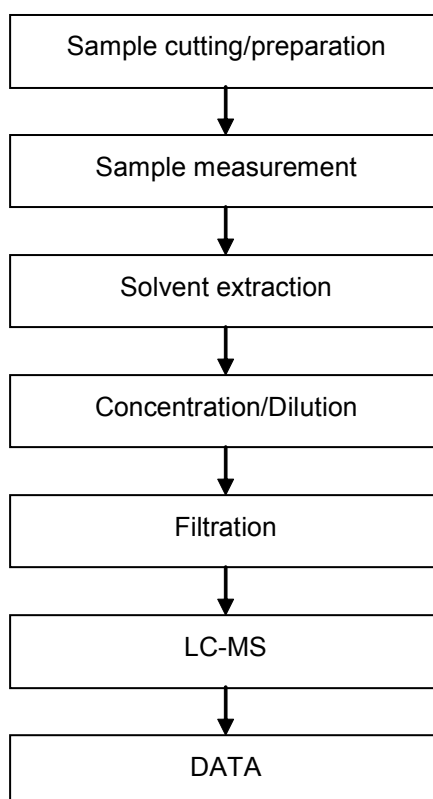 Sample cutting/preparation
Sample measurement
Solvent extraction
Concentration/Dilution
Filtration
LC-MS
DATA